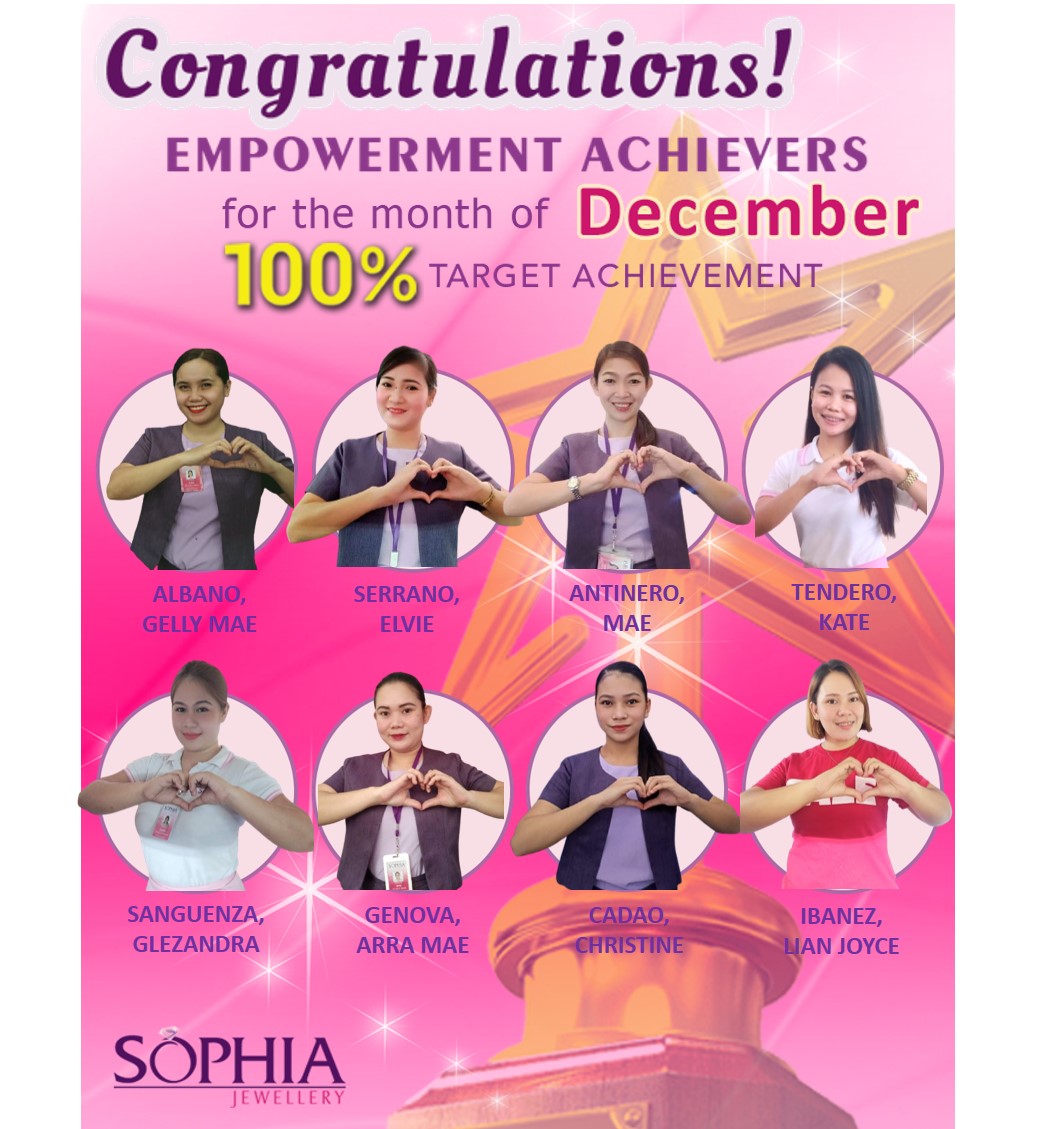 Congratulations!
EMPOWERMENT ACHIEVERS
for the month of December
100% TARGET ACHIEVEMENT
ALBANO,
GELLY MAE
SERRANO,
ELVIE
ANTINERO,
MAE
TENDERO,
KATE
SANGUENZA,
GLEZANDRA
GENOVA,
ARRA MAE
CADAO,
CHRISTINE
IBANEZ,
LIAN JOYCE
SOPHIA
JEWELLERY